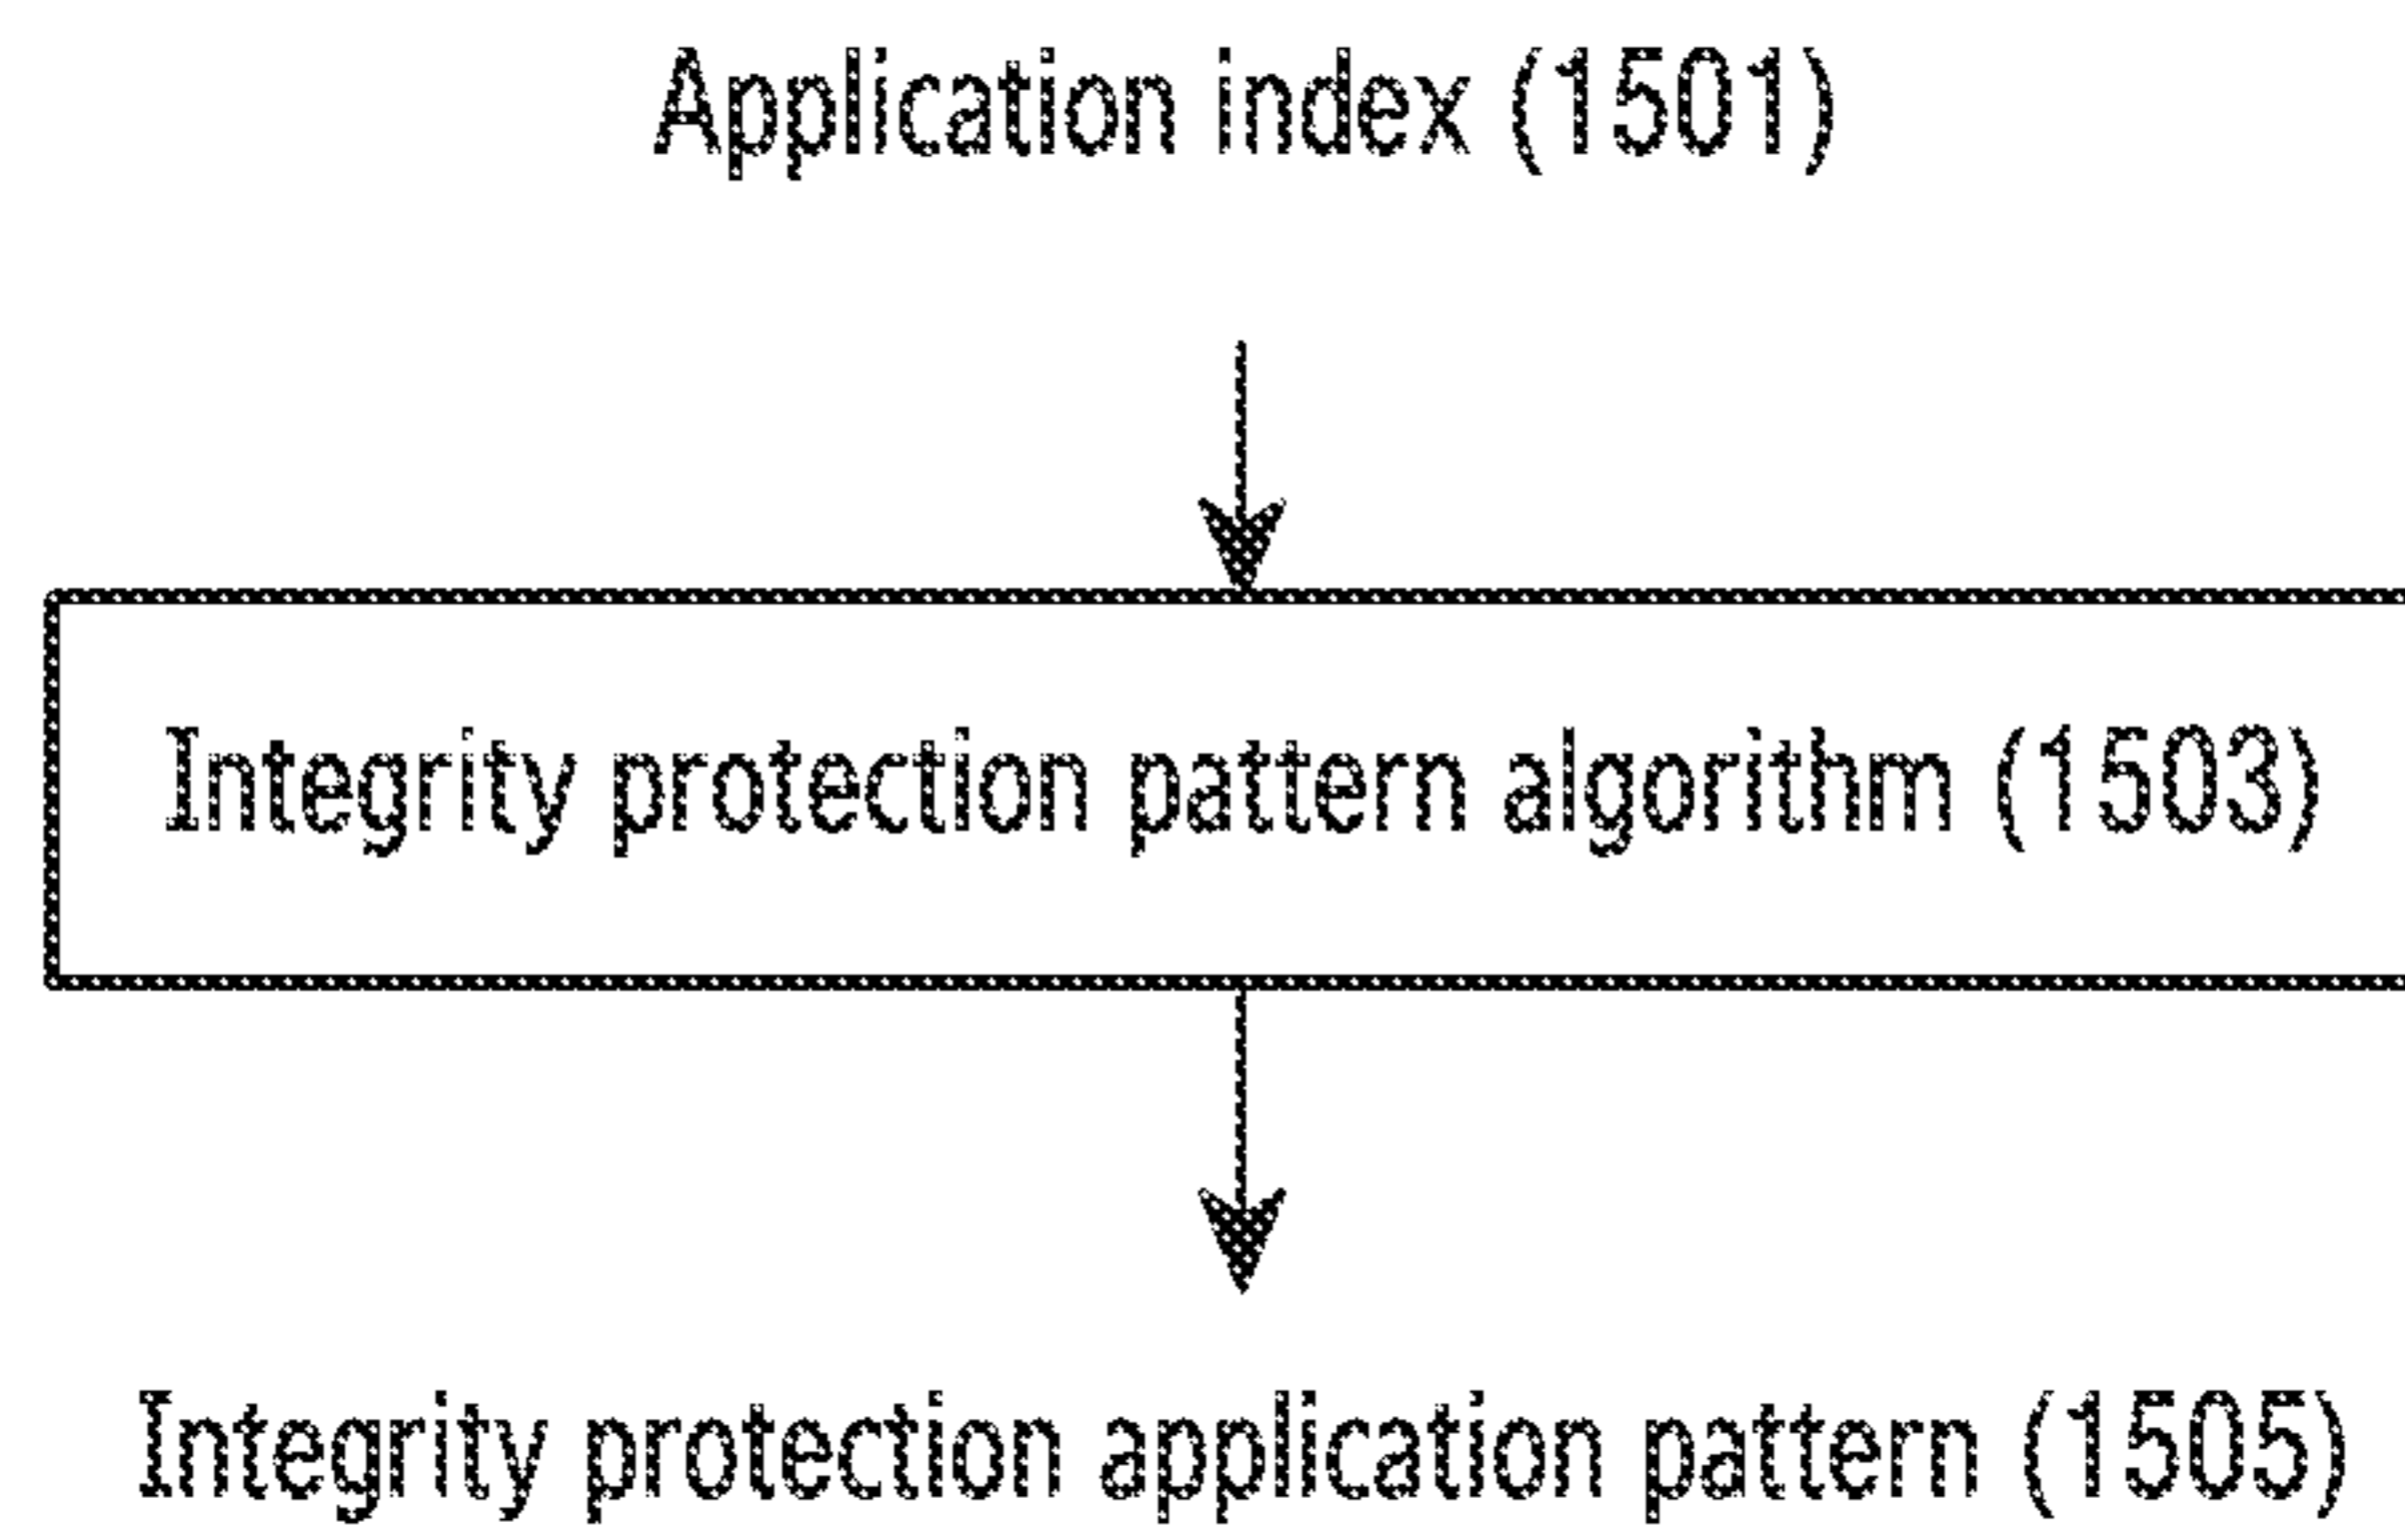 Application index (1501)
Integrity protection pattern algorithm (1503)
Integrity protection application pattern (1505)